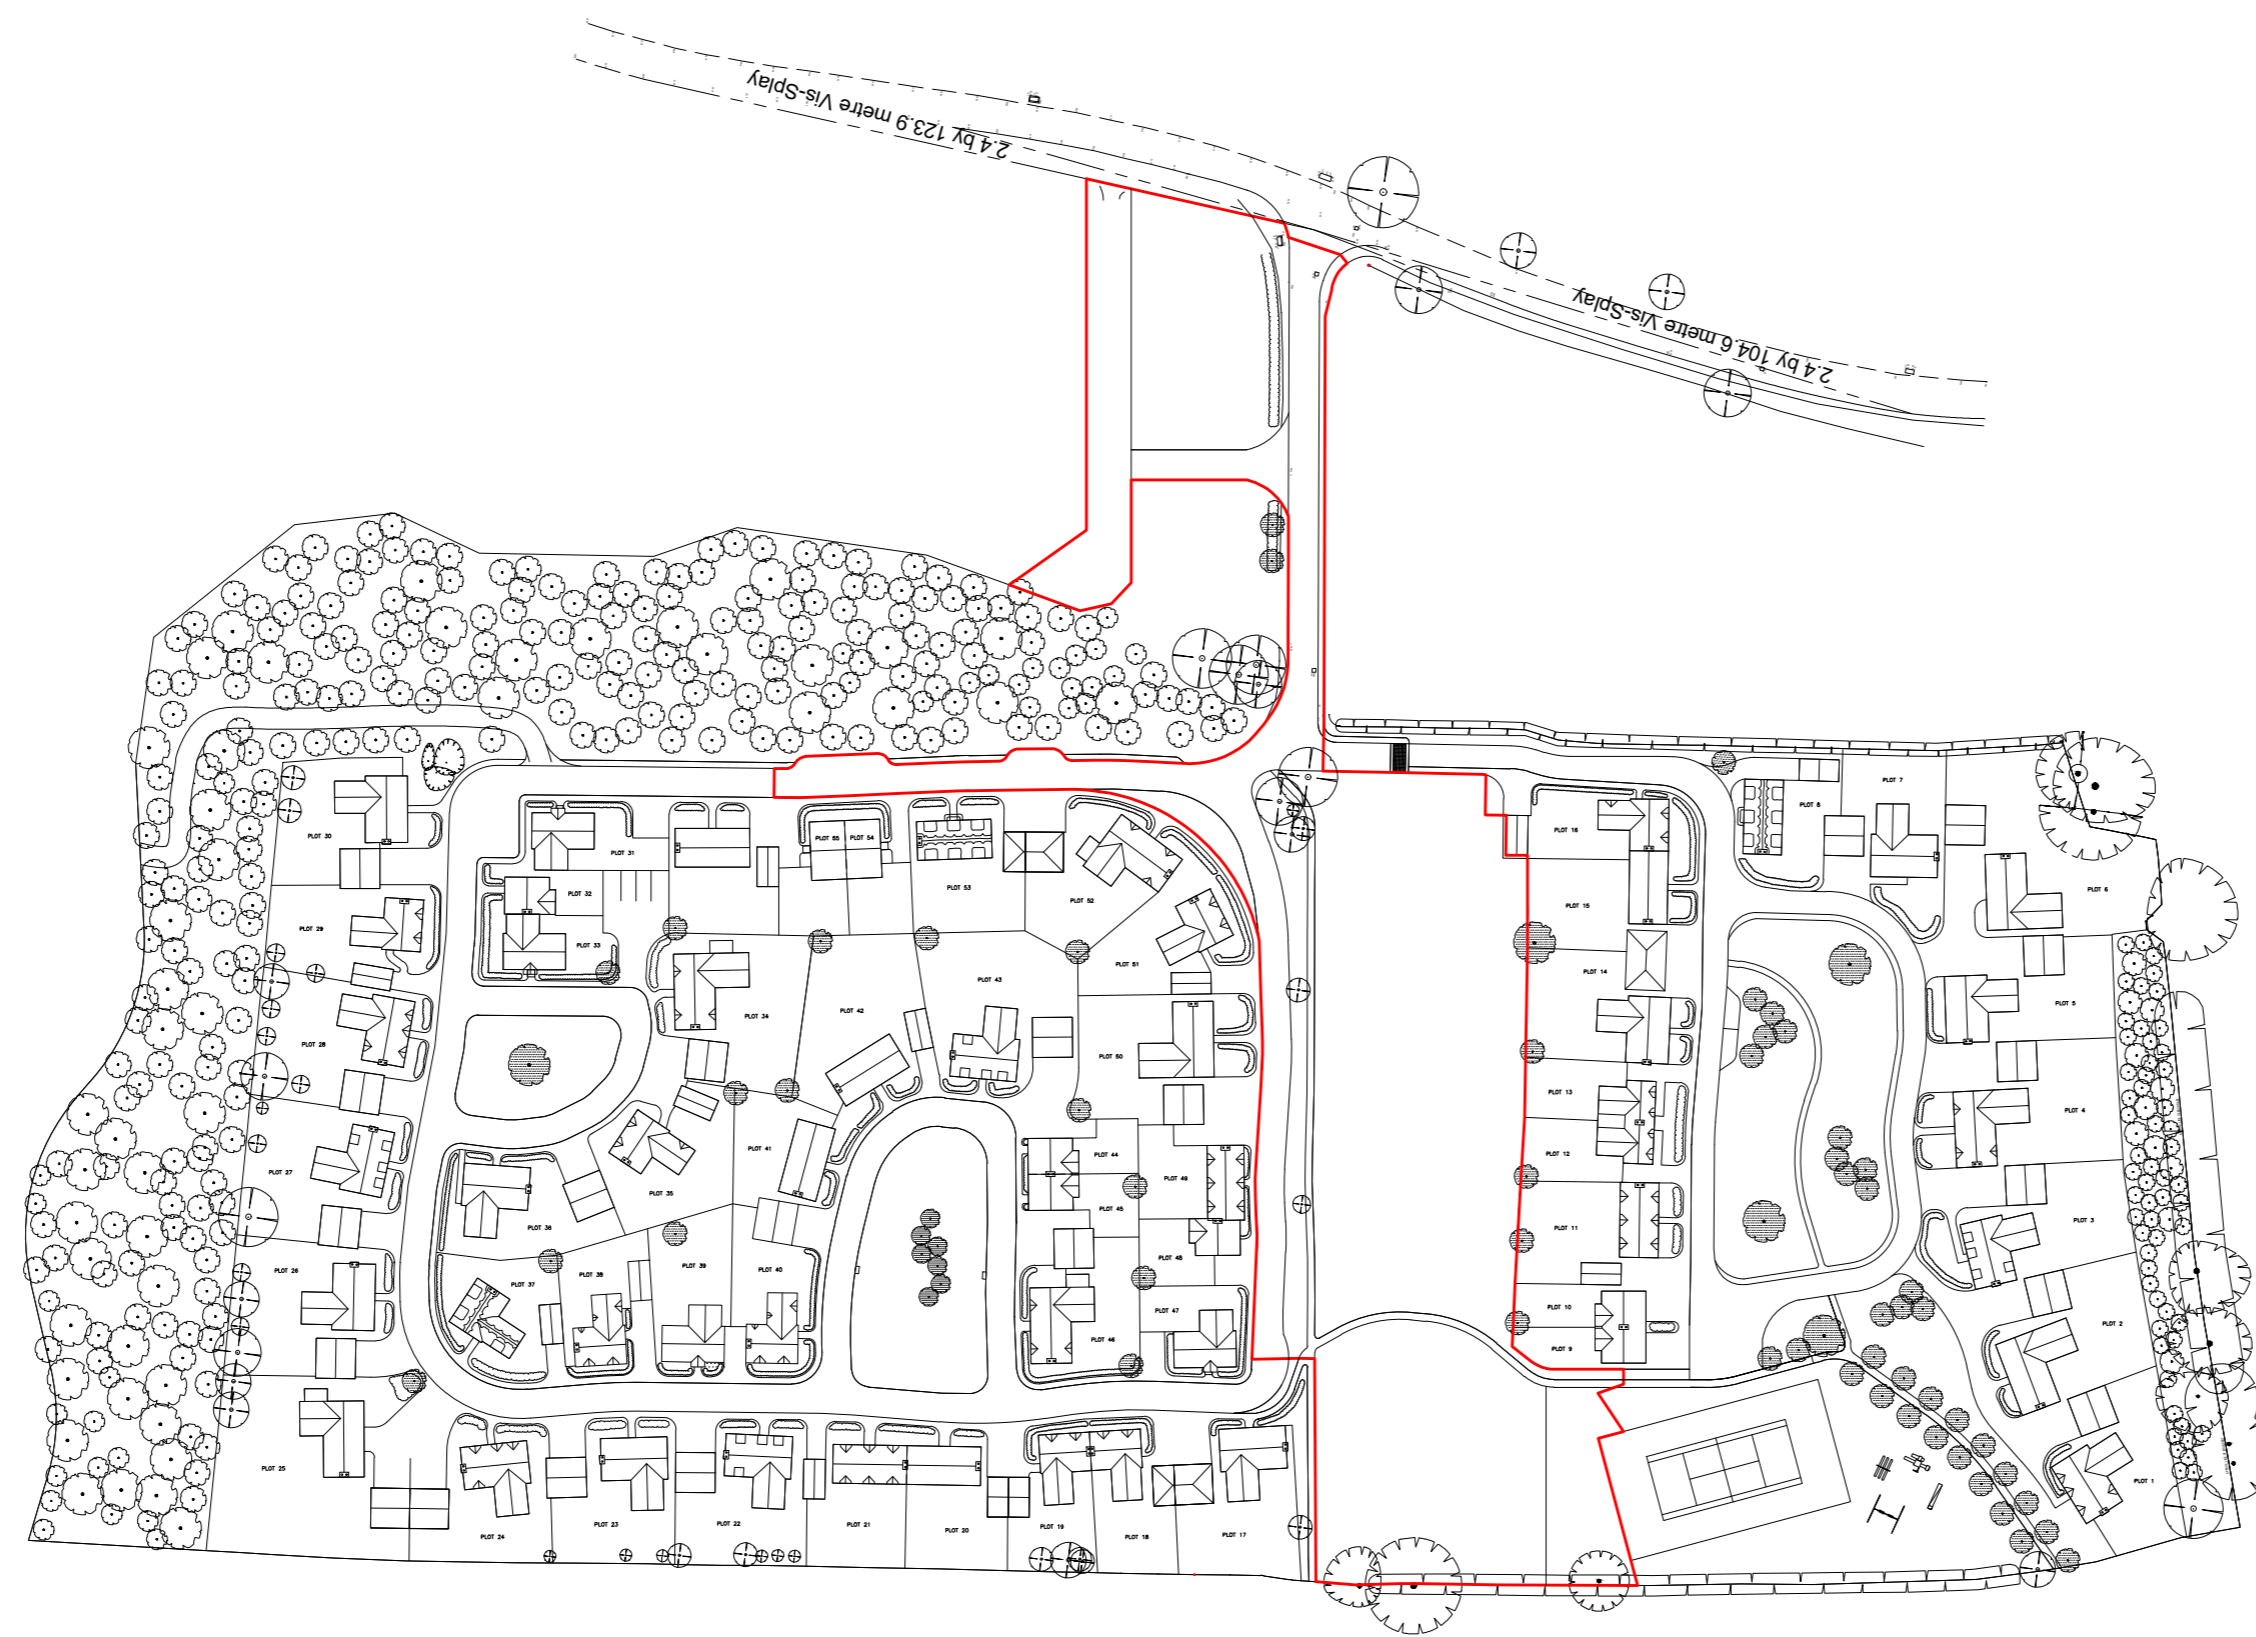 2.4 by 123.9 metre Vis-Splay
2.4 by 104.6 metre Vis-Splay
PLOT 7
PLOT 8
PLOT 30
PLOT 55
PLOT 54
PLOT 16
PLOT 31
PLOT 53
PLOT 32
PLOT 6
PLOT 52
PLOT 15
PLOT 29
PLOT 33
PLOT 51
PLOT 14
PLOT 43
PLOT 5
PLOT 42
PLOT 34
PLOT 28
PLOT 50
PLOT 13
PLOT 4
PLOT 41
PLOT 44
PLOT 12
PLOT 27
PLOT 49
PLOT 35
PLOT 45
PLOT 3
PLOT 36
PLOT 11
PLOT 48
PLOT 26
PLOT 40
PLOT 39
PLOT 38
PLOT 37
PLOT 10
PLOT 47
PLOT 2
PLOT 46
PLOT 9
PLOT 25
PLOT 1
PLOT 23
PLOT 22
PLOT 21
PLOT 19
PLOT 20
PLOT 17
PLOT 24
PLOT 18